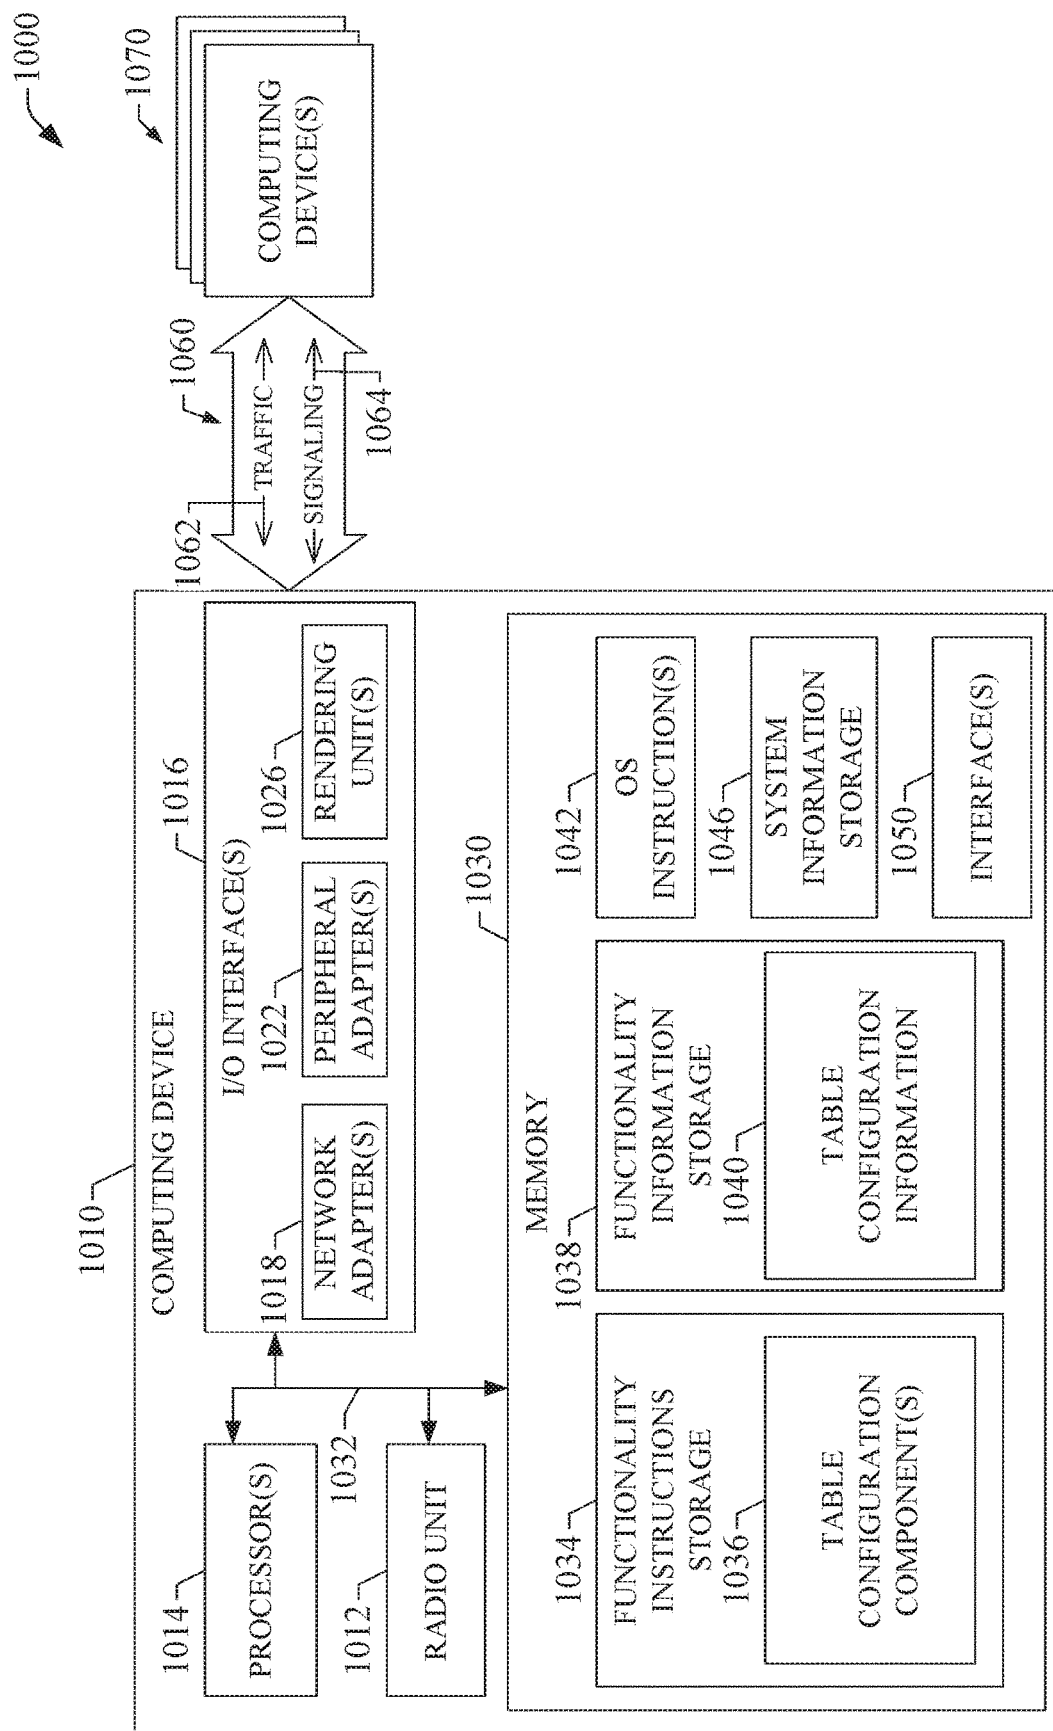 1000
1010
COMPUTING DEVICE
1014
PROCESSOR(S)
1012
RADIO UNIT
1032
1016
I/O INTERFACE(S)
1018
NETWORK
ADAPTER(S)
1022
PERIPHERAL
ADAPTER(S)
1026
RENDERING
UNIT(S)
1062
1060
TRAFFIC
SIGNALING
1064
1070
COMPUTING
DEVICE(S)
1030
MEMORY
1034
FUNCTIONALITY
INSTRUCTIONS
STORAGE
1036
TABLE
CONFIGURATION
COMPONENT(S)
1038
FUNCTIONALITY
INFORMATION
STORAGE
1040
TABLE
CONFIGURATION
INFORMATION
1042
OS
INSTRUCTION(S)
1046
SYSTEM
INFORMATION
STORAGE
1050
INTERFACE(S)